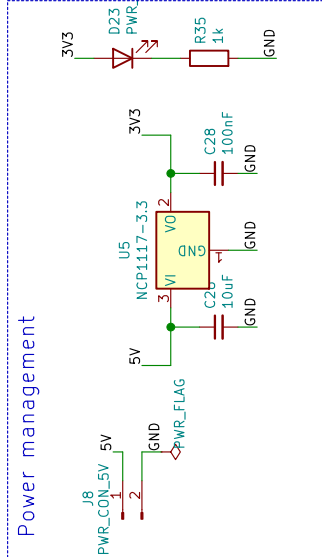 Power management
J8
PWR_CON_5V
1
2
5V
GND
PWR_FLAG
U5
NCP1117-3.3
3
VI
VO
2
GND
1
5V
3V3
C28
100nF
GND
GND
10uF
GND
3V3
D23
PWR
R35
1k
GND